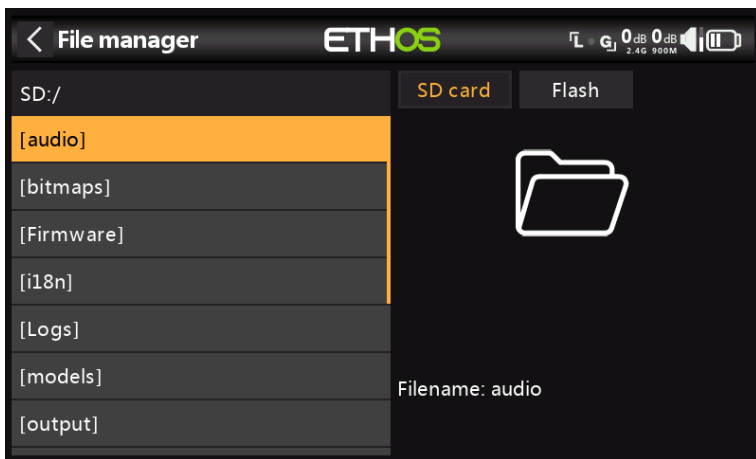 File manager
ETHOS
L G 0dB 0dB
2.4G 900M
SD:/
SD card Flash
[audio]
[bitmaps]
[Firmware]
[i18n]
[Logs]
[models]
[output]
Filename: audio